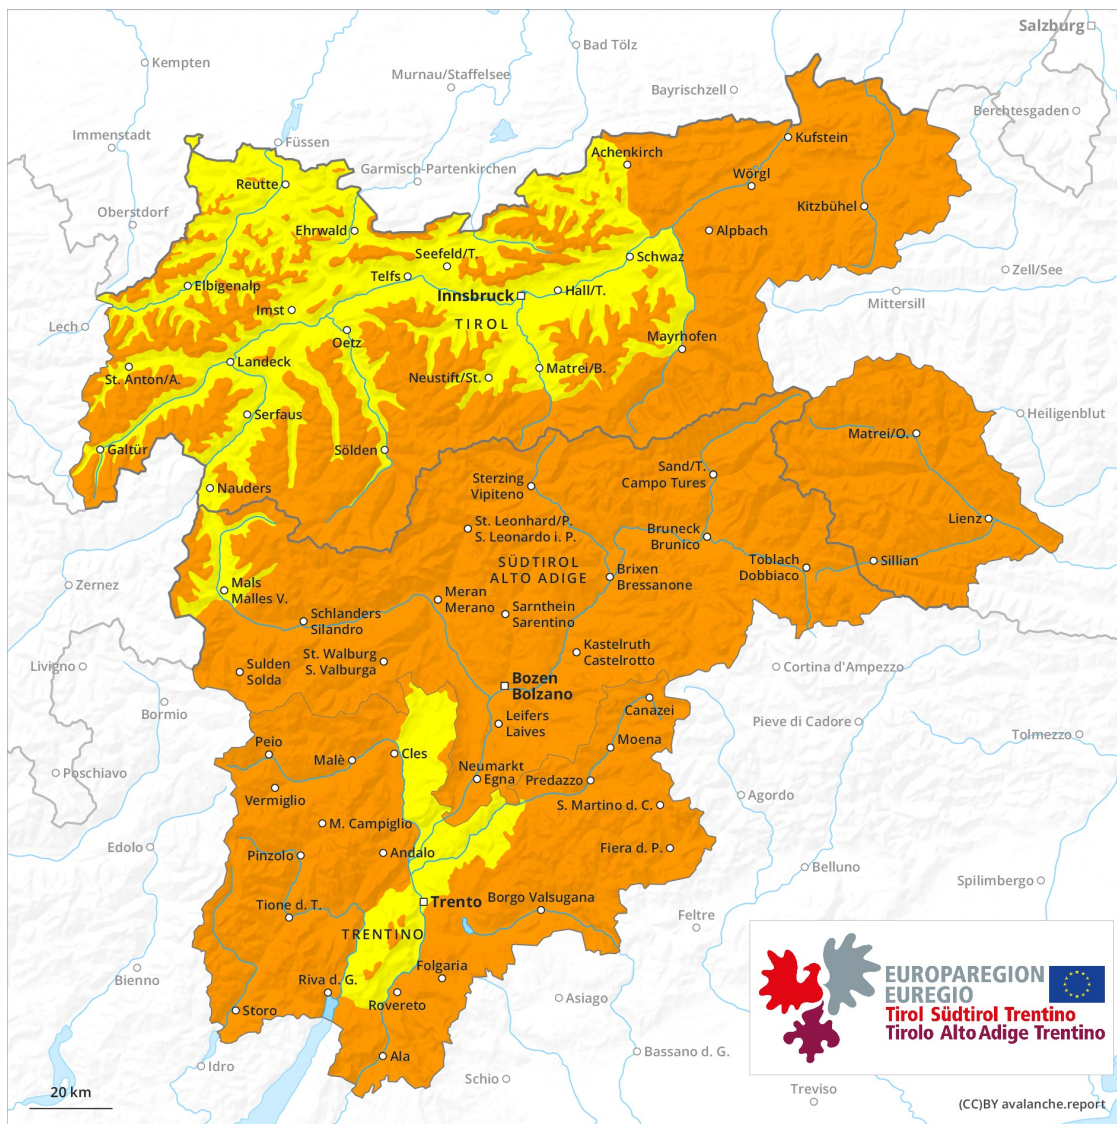 Salzburg
Bad Tölz
Kempten
Murnau/Staffelsee
Bayrischzell
Berchtesgaden
Immenstadt
Füssen
Kufstein
Achenkirch
Garmisch-Partenkirchen
Wörgl
Reutte
Oberstdorf
Kitzbühel
Ehrwald
Alpbach
Seefeld/T.
Schwaz
Zell/See
Telfs
Elbigenalp
Hall/T.
Innsbruck
Mittersill
Imst
TIROL
Lech
Oetz
Mayrhofen
Landeck
Matrei/B.
St. Anton/A.
Neustift/St.
Serfaus
Heiligenblut
Matrei/O.
Galtür
Sölden
Sand/T.
Campo Tures
Sterzing
Vipiteno
Nauders
Lienz
St. Leonhard/P.
S. Leonardo i. P.
Bruneck
Brunico
SÜDTIROL
ALTO ADIGE
Toblach
Dobbiaco
Sillian
Brixen
Bressanone
Zernez
Mals
Malles V.
Meran
Merano
Sarnthein
Sarentino
Schlanders
Silandro
Kastelruth
Castelrotto
St. Walburg
S. Valburga
Livigno
Sulden
Solda
Cortina d'Ampezzo
Bozen
Bolzano
Bormio
Canazei
Leifers
Laives
Pieve di Cadore
Tolmezzo
Peio
Moena
Malè
Cles
Neumarkt
Egna
Predazzo
Poschiavo
Vermiglio
Agordo
S. Martino d. C.
M. Campiglio
Edolo
Pinzolo
Andalo
Fiera d. P.
Belluno
Spilimbergo
Tione d. T.
Trento
Borgo Valsugana
Feltre
TRENTINO
Folgaria
Bienno
Riva d. G.
Rovereto
Asiago
Storo
EUROPAREGION
EUREGIO
Tirol Südtirol Trentino
Tirolo Alto Adige Trentino
Ala
Bassano d. G.
Idro
Schio
Treviso
20 km
(CC)BY avalanche.report